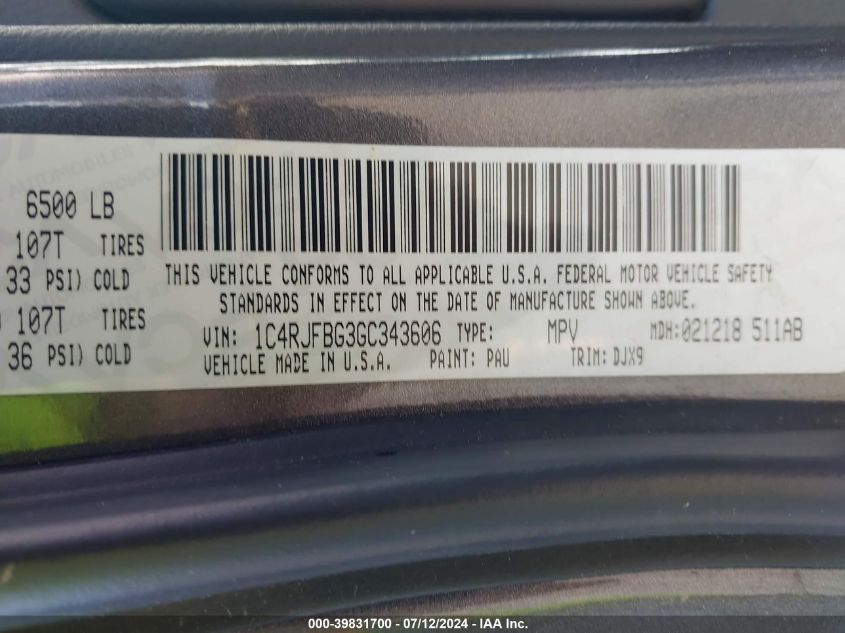 6500 LB
107T TIRES
33 PSI) COLD
107T TIRES
36 PSI) COLD
THIS VEHICLE CONFORMS TO ALL APPLICABLE U.S.A. FEDERAL MOTOR VEHICLE SAFETY
STANDARDS IN EFFECT ON THE DATE OF MANUFACTURE SHOWN ABOVE.
VIN: 1C4RJFBG3GC343606 TYPE: MPV MDH:021218 511AB
VEHICLE MADE IN U.S.A. PAINT: PAU TRIM: DJX9
000-39831700 - 07/12/2024 - IAA Inc.